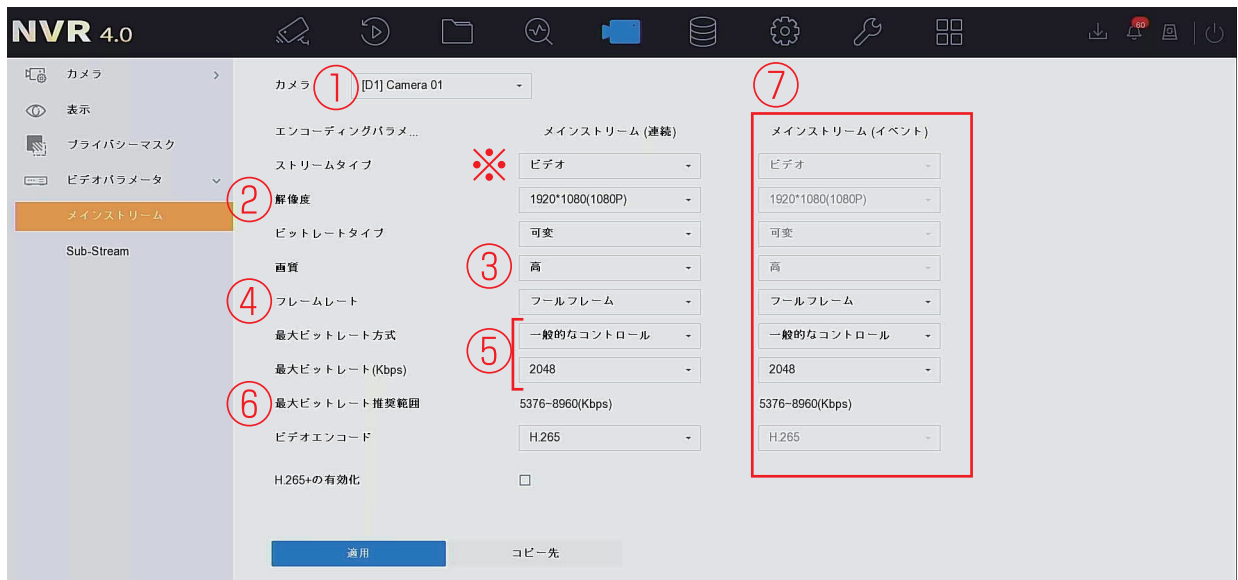 NVR 4.0
60
カメラ
表示
プライバシーマスク
ビデオパラメータ
メインストリーム
Sub-Stream
カメラ ① [D1] Camera 01
⑦
エンコーディングパラメ... メインストリーム (連続) メインストリーム (イベント)
ストリームタイプ ※ ビデオ ビデオ
② 解像度 1920*1080(1080P) 1920*1080(1080P)
ビットレートタイプ 可変 可変
画質 ③ 高 高
④ フレームレート フールフレーム フールフレーム
最大ビットレート方式 ⑤ 一般的なコントロール 一般的なコントロール
最大ビットレート(Kbps) 2048 2048
⑥ 最大ビットレート推奨範囲 5376~8960(Kbps) 5376~8960(Kbps)
ビデオエンコード H.265 H.265
H.265+の有効化
適用 コピー先